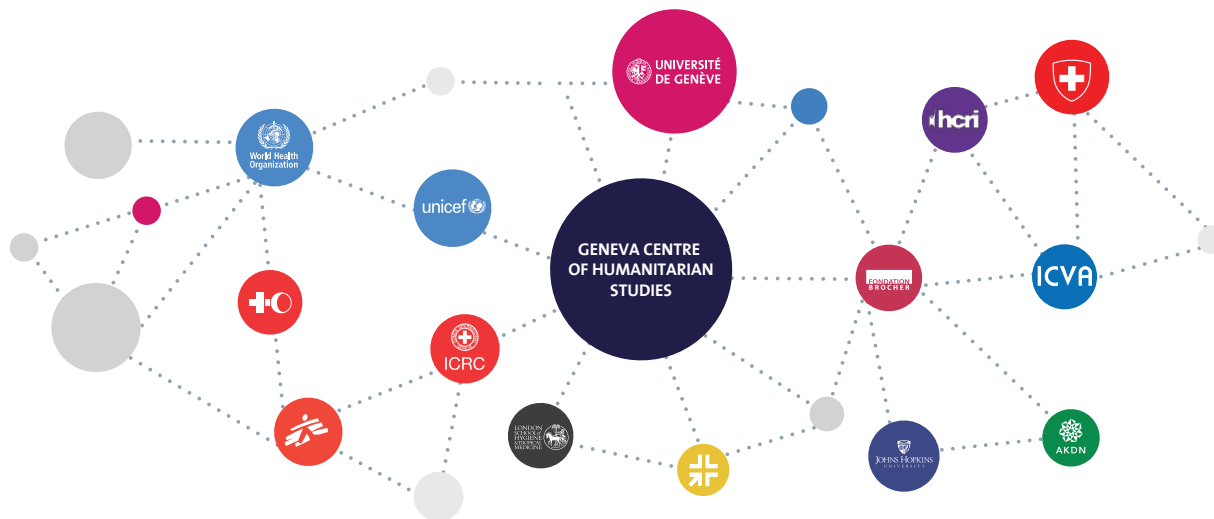 UNIVERSITÉ
DE GENÈVE
hcri
World Health
Organization
unicef
GENEVA CENTRE
OF HUMANITARIAN
STUDIES
FONDATION
BROCHER
ICVA
ICRC
LONDON
SCHOOL of
HYGIENE
&TROPICAL
MEDICINE
JOHNS HOPKINS
UNIVERSITY
AKDN